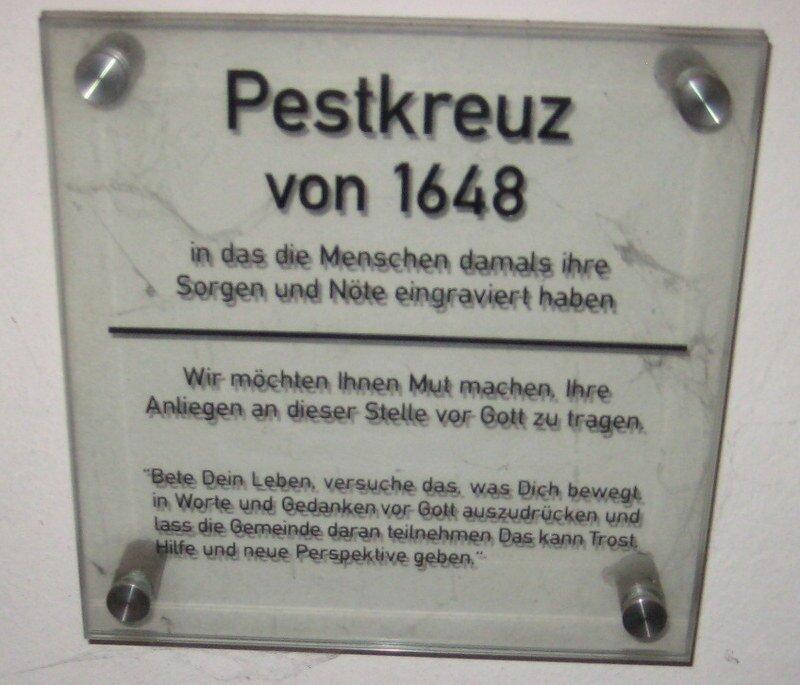 Pestkreuz
von 1648
in das die Menschen damals ihre
Sorgen und Nöte eingraviert haben
Wir möchten Ihnen Mut machen, Ihre
Anliegen an dieser Stelle vor Gott zu tragen.
"Bete Dein Leben, versuche das, was Dich bewegt,
in Worte und Gedanken vor Gott auszudrücken und
lass die Gemeinde daran teilnehmen Das kann Trost,
Hilfe und neue Perspektive geben."